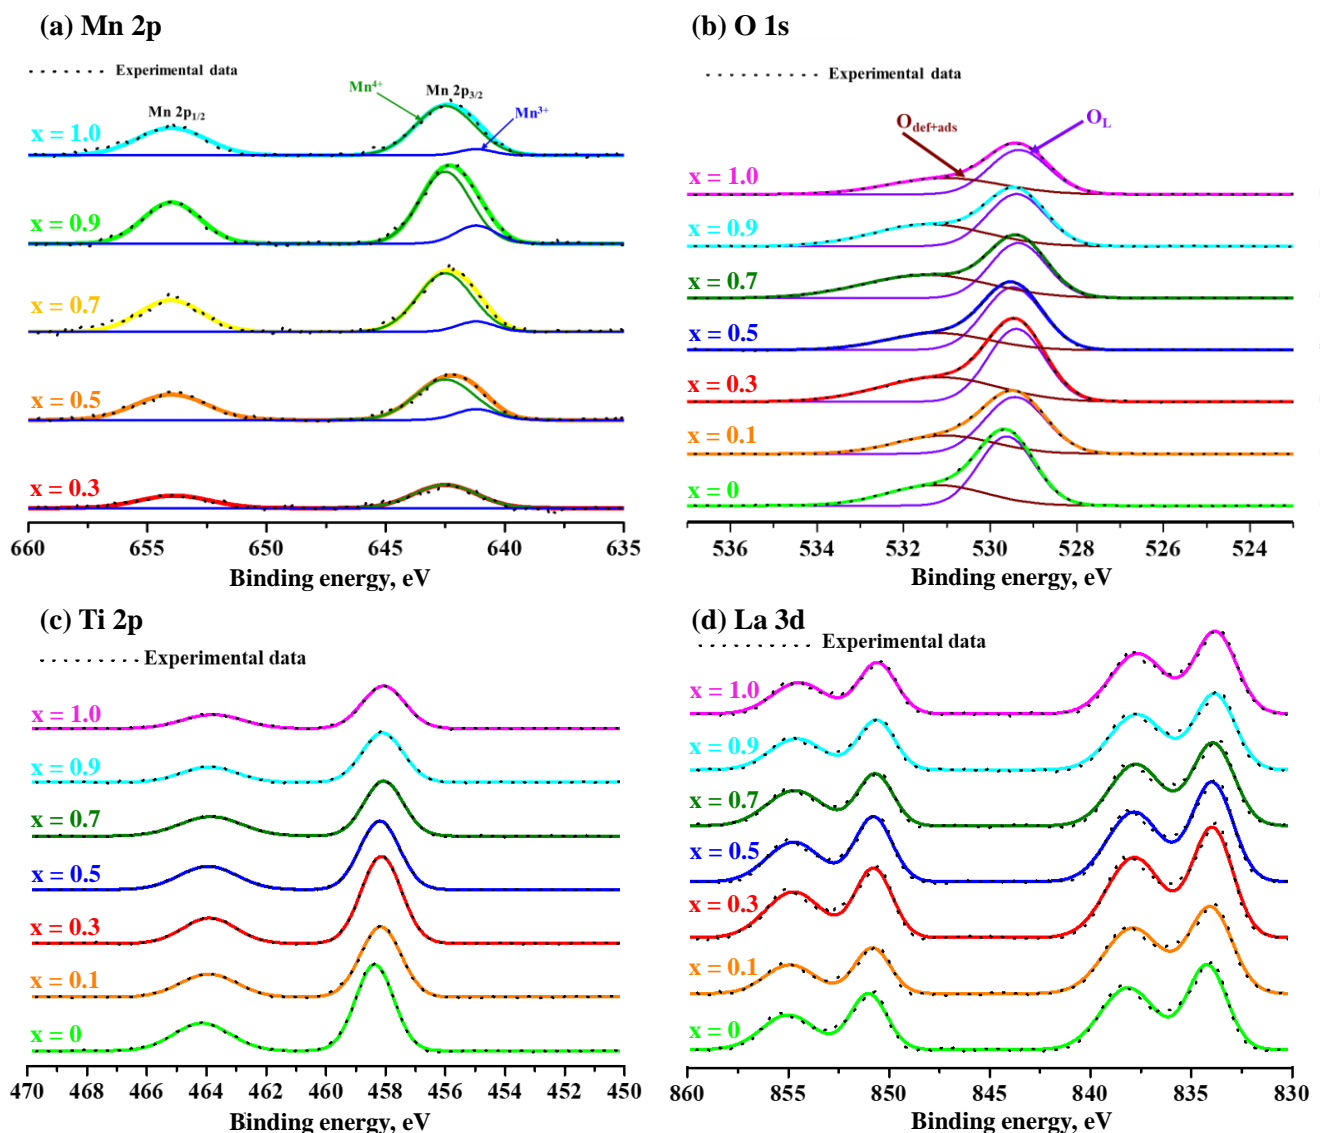 (a) Mn 2p
Experimental data
Mn⁴⁺
Mn 2p₃/₂
Mn 2p₁/₂
Mn³⁺
x = 1.0
x = 0.9
x = 0.7
x = 0.5
x = 0.3
660 655 650 645 640 635
Binding energy, eV
(b) O 1s
Experimental data
O_def+ads
O_L
x = 1.0
x = 0.9
x = 0.7
x = 0.5
x = 0.3
x = 0.1
x = 0
536 534 532 530 528 526 524
Binding energy, eV
(c) Ti 2p
Experimental data
x = 1.0
x = 0.9
x = 0.7
x = 0.5
x = 0.3
x = 0.1
x = 0
470 468 466 464 462 460 458 456 454 452 450
Binding energy, eV
(d) La 3d
Experimental data
x = 1.0
x = 0.9
x = 0.7
x = 0.5
x = 0.3
x = 0.1
x = 0
860 855 850 845 840 835 830
Binding energy, eV